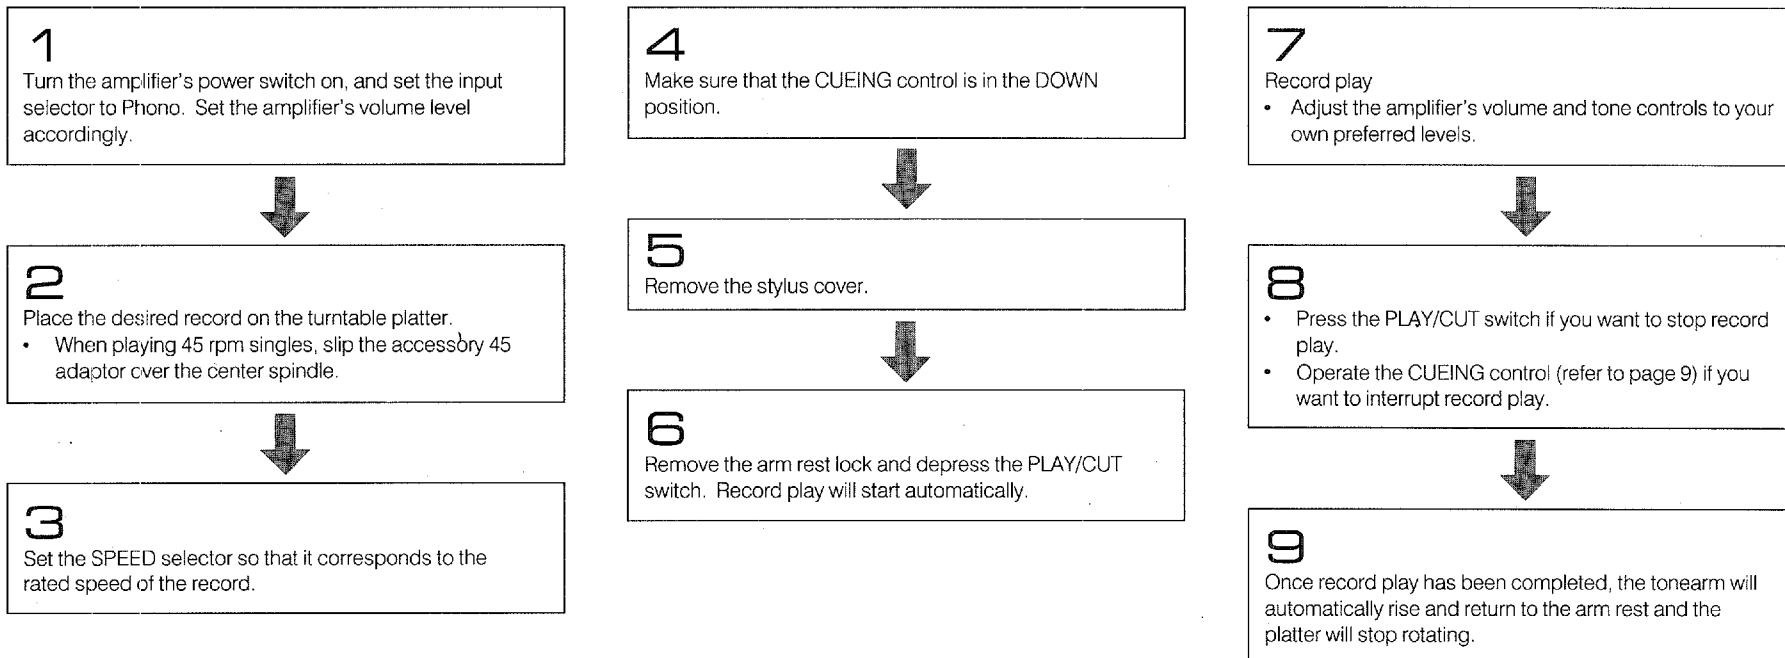 1
Turn the amplifier's power switch on, and set the input
selector to Phono. Set the amplifier's volume level
accordingly.
2
Place the desired record on the turntable platter.
• When playing 45 rpm singles, slip the accessory 45
adaptor over the center spindle.
3
Set the SPEED selector so that it corresponds to the
rated speed of the record.
4
Make sure that the CUEING control is in the DOWN
position.
5
Remove the stylus cover.
6
Remove the arm rest lock and depress the PLAY/CUT
switch. Record play will start automatically.
7
Record play
• Adjust the amplifier's volume and tone controls to your
own preferred levels.
8
• Press the PLAY/CUT switch if you want to stop record
play.
• Operate the CUEING control (refer to page 9) if you
want to interrupt record play.
9
Once record play has been completed, the tonearm will
automatically rise and return to the arm rest and the
platter will stop rotating.